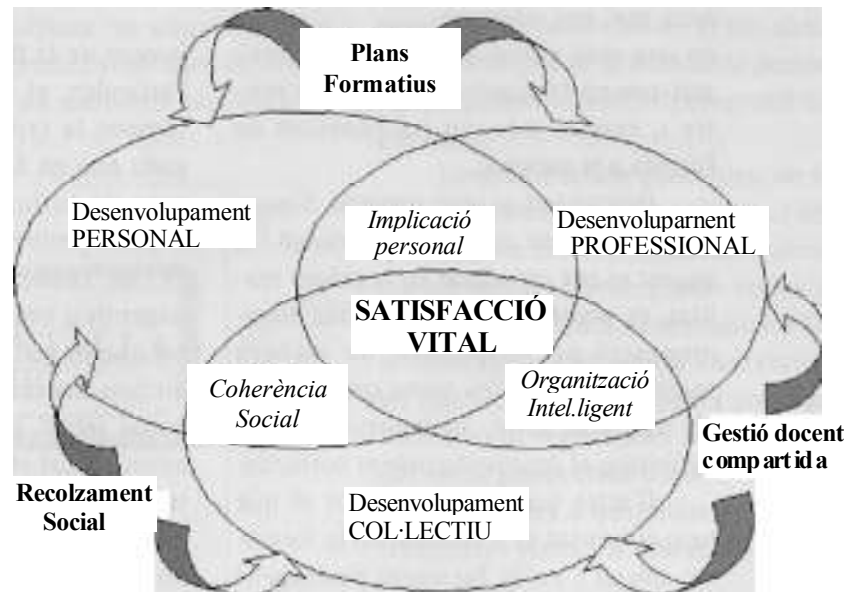 Plans
Formatius
Desenvolupament
PERSONAL
Implicació
personal
Desenvoluparnent
PROFESSIONAL
SATISFACCIÓ
VITAL
Coherència
Social
Organització
Intel.ligent
Gestió docent
compartida
Recolzament
Social
Desenvolupament
COL·LECTIU